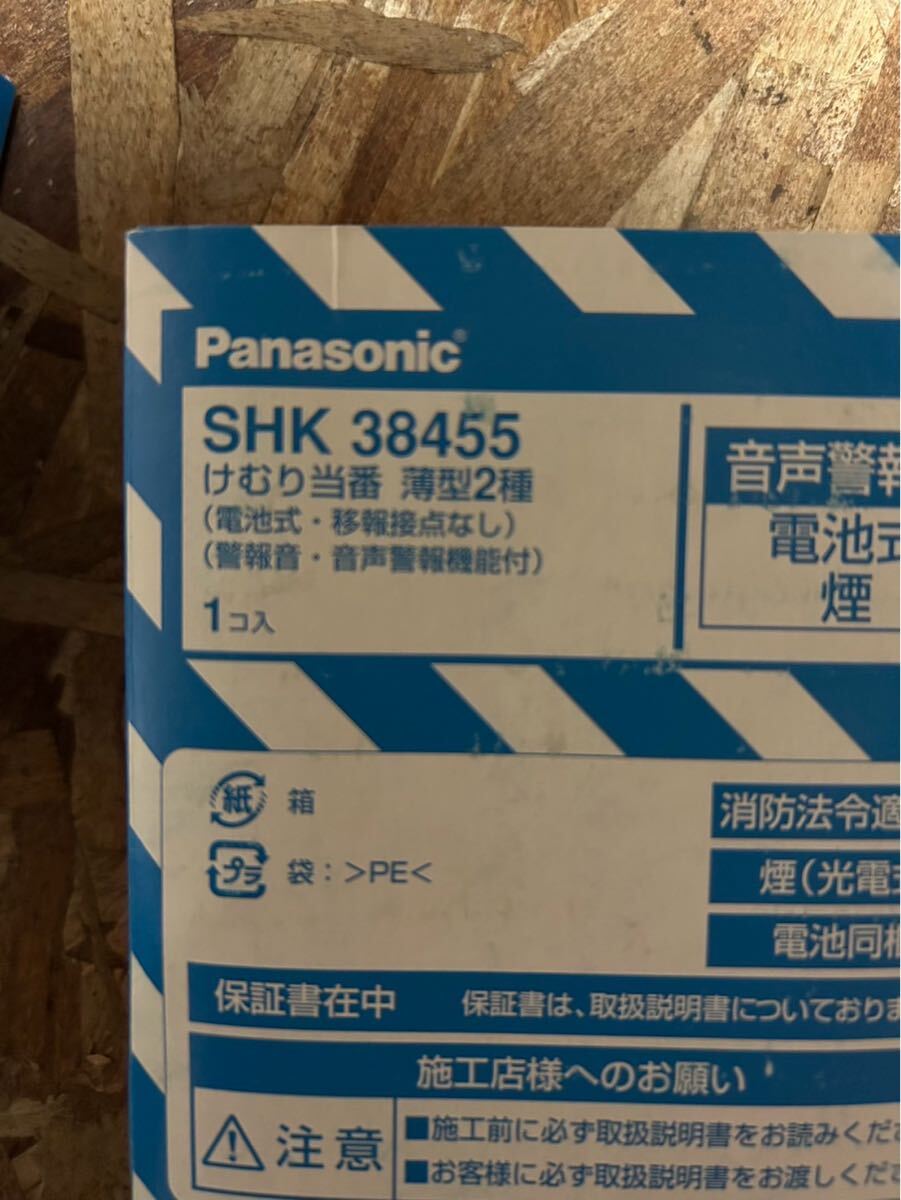 Panasonic
SHK 38455
けむり当番 薄型2種
（電池式・移報接点なし）
（警報音・音声警報機能付）
1コ入
音声警報
電池式
煙
紙 箱
プラ 袋：>PE<
消防法令適
煙（光電式
電池同梱
保証書在中 保証書は、取扱説明書についておりま
施工店様へのお願い
注意
■施工前に必ず取扱説明書をお読みくださ
■お客様に必ず取扱説明書をお渡しくださ